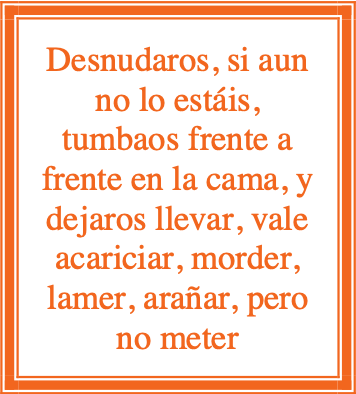 Desnudaros, si aun
no lo estáis,
tumbaos frente a
frente en la cama, y
dejaros llevar, vale
acariciar, morder,
lamer, arañar, pero
no meter